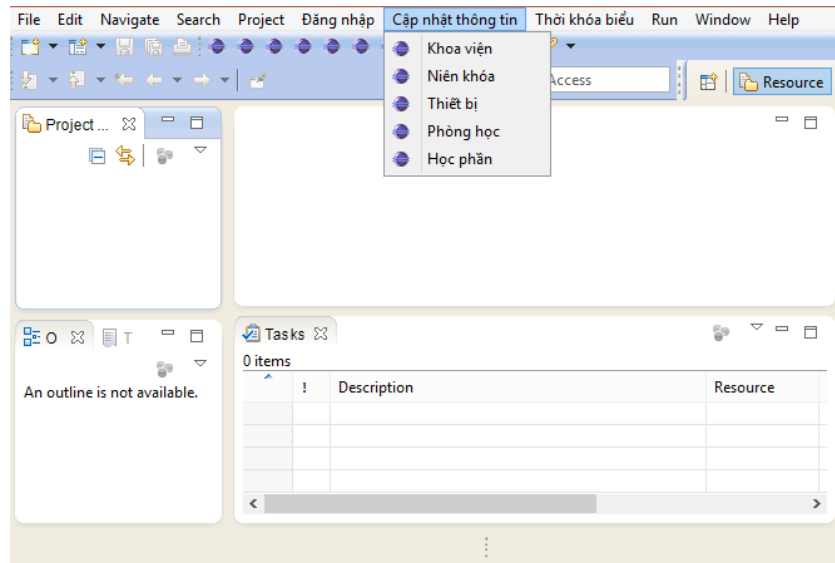 File Edit Navigate Search Project Đăng nhập Cập nhật thông tin Thời khóa biểu Run Window Help
Khoa viện
Niên khóa
Access
Resource
Thiết bị
Phòng học
Học phần
Project ...
O T
An outline is not available.
Tasks
0 items
! Description Resource